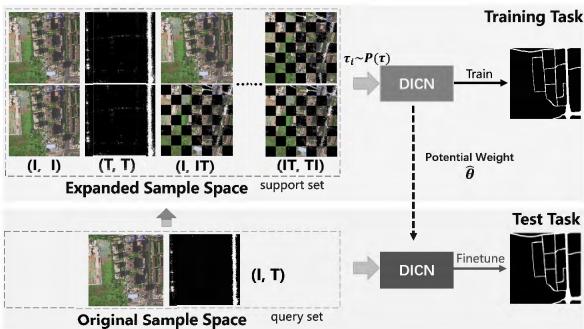 Training Task
τᵢ~P(τ)
DICN
Train
......
(I, I) (T, T) (I, IT) (IT, TI)
Expanded Sample Space support set
Potential Weight
θ̂
Test Task
(I, T)
DICN
Finetune
Original Sample Space query set